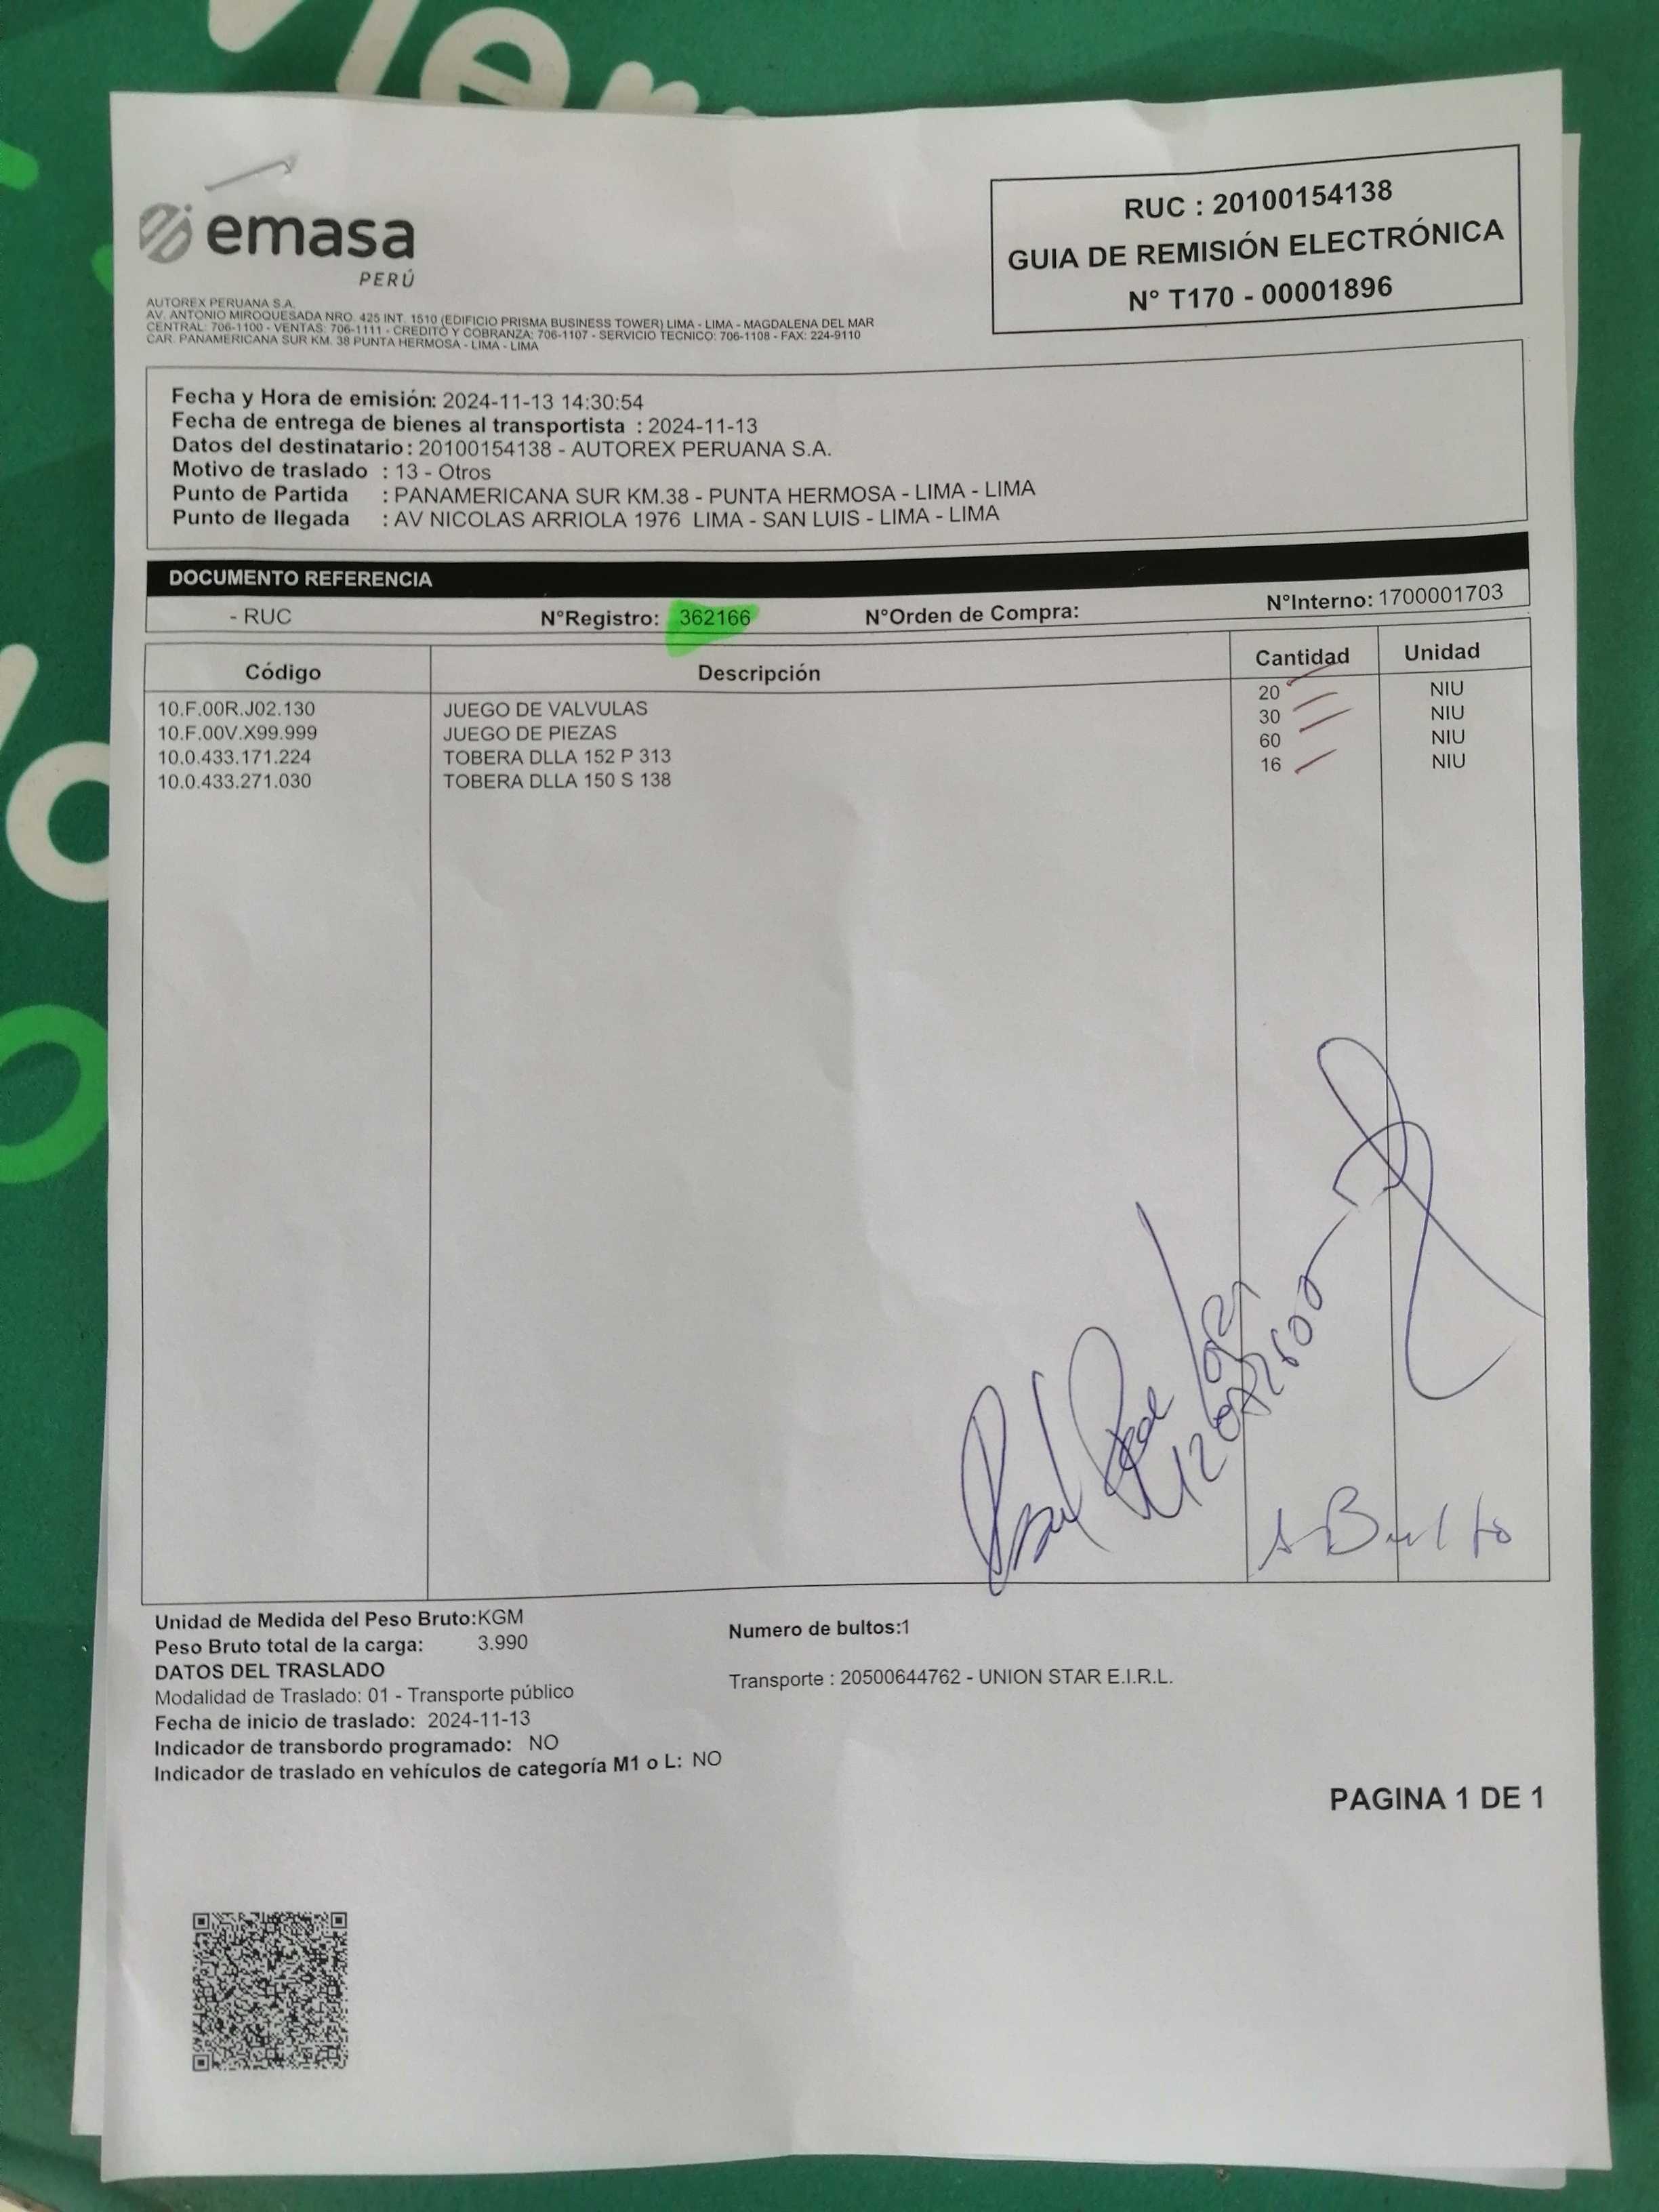 emasa
PERÚ
RUC : 20100154138
GUIA DE REMISIÓN ELECTRÓNICA
N° T170 - 00001896
AUTOREX PERUANA S.A.
AV. ANTONIO MIROQUESADA NRO. 425 INT. 1510 (EDIFICIO PRISMA BUSINESS TOWER) LIMA - LIMA - MAGDALENA DEL MAR
CENTRAL: 706-1100 - VENTAS: 706-1111 - CREDITO Y COBRANZA: 706-1107 - SERVICIO TECNICO: 706-1108 - FAX: 224-9110
CAR. PANAMERICANA SUR KM. 38 PUNTA HERMOSA - LIMA - LIMA
Fecha y Hora de emisión: 2024-11-13 14:30:54
Fecha de entrega de bienes al transportista : 2024-11-13
Datos del destinatario : 20100154138 - AUTOREX PERUANA S.A.
Motivo de traslado : 13 - Otros
Punto de Partida : PANAMERICANA SUR KM.38 - PUNTA HERMOSA - LIMA - LIMA
Punto de llegada : AV NICOLAS ARRIOLA 1976 LIMA - SAN LUIS - LIMA - LIMA
DOCUMENTO REFERENCIA
- RUC N°Registro: 362166 N°Orden de Compra: N°Interno: 1700001703
Código Descripción Cantidad Unidad
10.F.00R.J02.130 JUEGO DE VALVULAS 20 NIU
10.F.00V.X99.999 JUEGO DE PIEZAS 30 NIU
10.0.433.171.224 TOBERA DLLA 152 P 313 60 NIU
10.0.433.271.030 TOBERA DLLA 150 S 138 16 NIU
Bulto
Unidad de Medida del Peso Bruto:KGM
Peso Bruto total de la carga: 3.990
Numero de bultos:1
DATOS DEL TRASLADO
Modalidad de Traslado: 01 - Transporte público
Transporte : 20500644762 - UNION STAR E.I.R.L.
Fecha de inicio de traslado: 2024-11-13
Indicador de transbordo programado: NO
Indicador de traslado en vehículos de categoría M1 o L: NO
PAGINA 1 DE 1